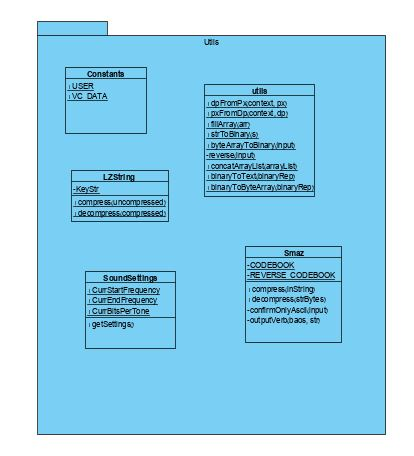 Utils
Constants
+USER
+VC_DATA
utils
+dpFromPx(context, px)
+pxFromDp(context, dp)
+fillArray(arr)
+strToBinary(s)
+byteArrayToBinary(input)
-reverse(input)
+concatArrayList(arrayList)
+binaryToText(binaryRep)
+binaryToByteArray(binaryRep)
LZString
-KeyStr
+compress(uncompressed)
+decompress(compressed)
Smaz
-CODEBOOK
-REVERSE_CODEBOOK
+compress(inString)
+decompress(strBytes)
-confirmOnlyAscii(input)
-outputVerb(baos, str)
SoundSettings
+CurrStartFrequency
+CurrEndFrequency
+CurrBitsPerTone
+getSettings()